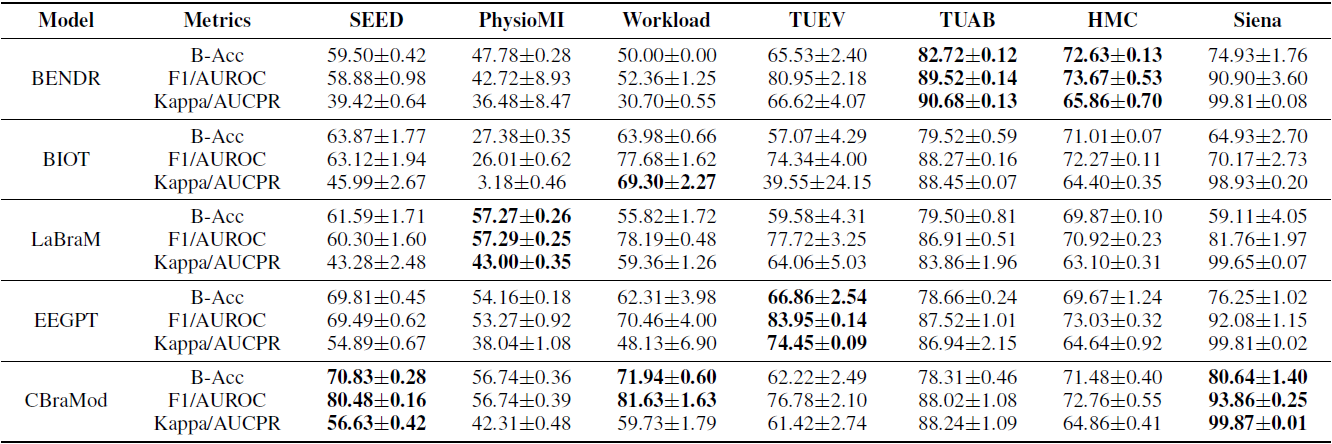 Model Metrics SEED PhysioMI Workload TUEV TUAB HMC Siena
B-Acc 59.50±0.42 47.78±0.28 50.00±0.00 65.53±2.40 82.72±0.12 72.63±0.13 74.93±1.76
BENDR F1/AUROC 58.88±0.98 42.72±8.93 52.36±1.25 80.95±2.18 89.52±0.14 73.67±0.53 90.90±3.60
Kappa/AUCPR 39.42±0.64 36.48±8.47 30.70±0.55 66.62±4.07 90.68±0.13 65.86±0.70 99.81±0.08
B-Acc 63.87±1.77 27.38±0.35 63.98±0.66 57.07±4.29 79.52±0.59 71.01±0.07 64.93±2.70
BIOT F1/AUROC 63.12±1.94 26.01±0.62 77.68±1.62 74.34±4.00 88.27±0.16 72.27±0.11 70.17±2.73
Kappa/AUCPR 45.99±2.67 3.18±0.46 69.30±2.27 39.55±24.15 88.45±0.07 64.40±0.35 98.93±0.20
B-Acc 61.59±1.71 57.27±0.26 55.82±1.72 59.58±4.31 79.50±0.81 69.87±0.10 59.11±4.05
LaBraM F1/AUROC 60.30±1.60 57.29±0.25 78.19±0.48 77.72±3.25 86.91±0.51 70.92±0.23 81.76±1.97
Kappa/AUCPR 43.28±2.48 43.00±0.35 59.36±1.26 64.06±5.03 83.86±1.96 63.10±0.31 99.65±0.07
B-Acc 69.81±0.45 54.16±0.18 62.31±3.98 66.86±2.54 78.66±0.24 69.67±1.24 76.25±1.02
EEGPT F1/AUROC 69.49±0.62 53.27±0.92 70.46±4.00 83.95±0.14 87.52±1.01 73.03±0.32 92.08±1.15
Kappa/AUCPR 54.89±0.67 38.04±1.08 48.13±6.90 74.45±0.09 86.94±2.15 64.64±0.92 99.81±0.02
B-Acc 70.83±0.28 56.74±0.36 71.94±0.60 62.22±2.49 78.31±0.46 71.48±0.40 80.64±1.40
CBraMod F1/AUROC 80.48±0.16 56.74±0.39 81.63±1.63 76.78±2.10 88.02±1.08 72.76±0.55 93.86±0.25
Kappa/AUCPR 56.63±0.42 42.31±0.48 59.73±1.79 61.42±2.74 88.24±1.09 64.86±0.41 99.87±0.01